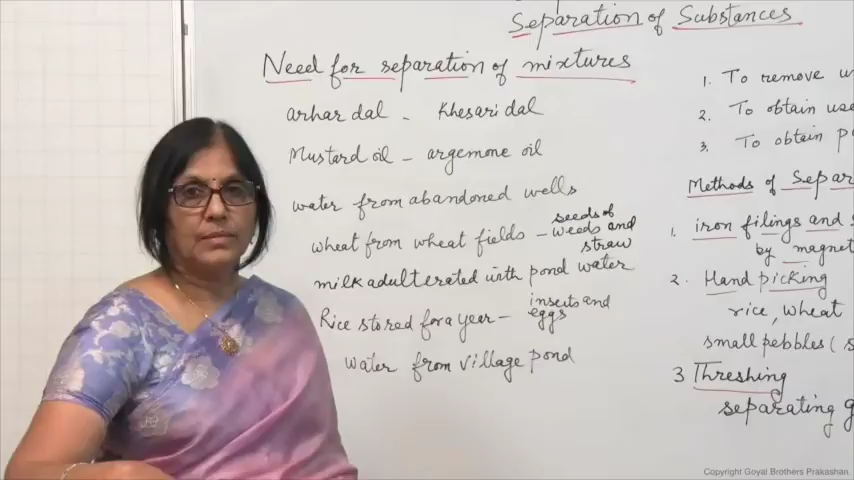 Separation of Substances
Need for separation of mixtures
arhar dal - Khesari dal
Mustard oil - argemone oil
water from abandoned wells
wheat from wheat fields - seeds of weeds and straw
milk adulterated with pond water
Rice stored for a year - insects and eggs
Water from village pond
1. To remove
2. To obtain
3. To obtain
Methods of
1. iron filings and
by
2. Hand picking
rice, wheat
small pebbles (
3 Threshing
separating
Copyright Goyal Brothers Prakashan.